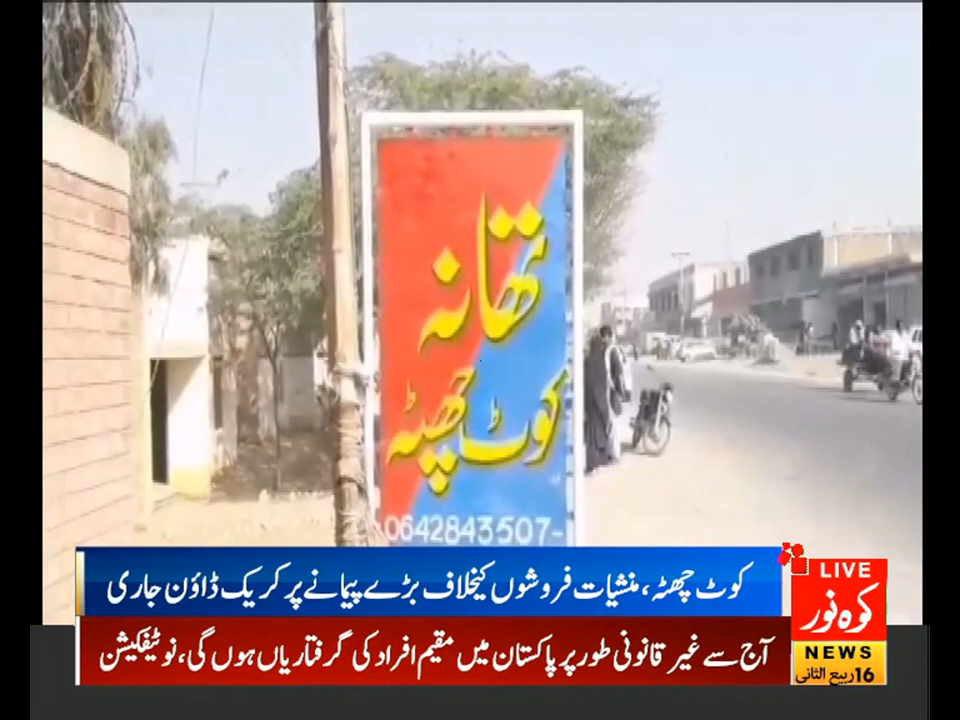 تھانہ
کوٹ چھٹہ
0642843507-
کوٹ چھٹہ، منشیات فروشوں کیخلاف بڑے پیمانے پر کریک ڈاؤن جاری
آج سے غیر قانونی طور پر پاکستان میں مقیم افراد کی گرفتاریاں ہوں گی، نوٹیفکیشن
LIVE
کوہ نور
NEWS
16 ربیع الثانی